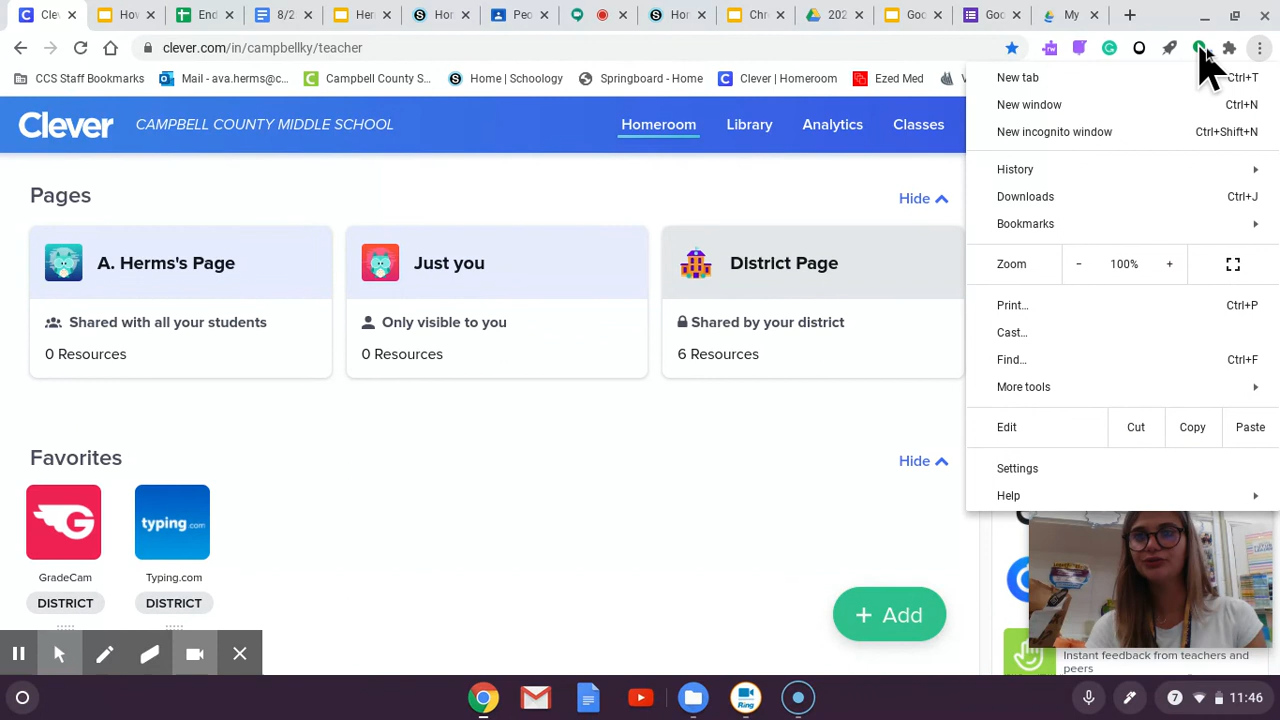 Clev
How
End
8/2
Her
Hor
Peo
Hor
Chro
202
Goo
Goo
My
clever.com/in/campbellky/teacher
CCS Staff Bookmarks
Mail - ava.herms@c...
Campbell County S...
Home | Schoology
Springboard - Home
Clever | Homeroom
Ezed Med
Clever
CAMPBELL COUNTY MIDDLE SCHOOL
Homeroom
Library
Analytics
Classes
New tab
Ctrl+T
New window
Ctrl+N
New incognito window
Ctrl+Shift+N
History
Downloads
Ctrl+J
Bookmarks
Zoom
-
100%
+
Print...
Ctrl+P
Cast...
Find...
Ctrl+F
More tools
Edit
Cut
Copy
Paste
Settings
Help
Pages
Hide
A. Herms's Page
Just you
District Page
Shared with all your students
Only visible to you
Shared by your district
0 Resources
0 Resources
6 Resources
Favorites
Hide
typing.com
GradeCam
Typing.com
DISTRICT
DISTRICT
+ Add
Instant feedback from teachers and
peers
Ring
7
11:46